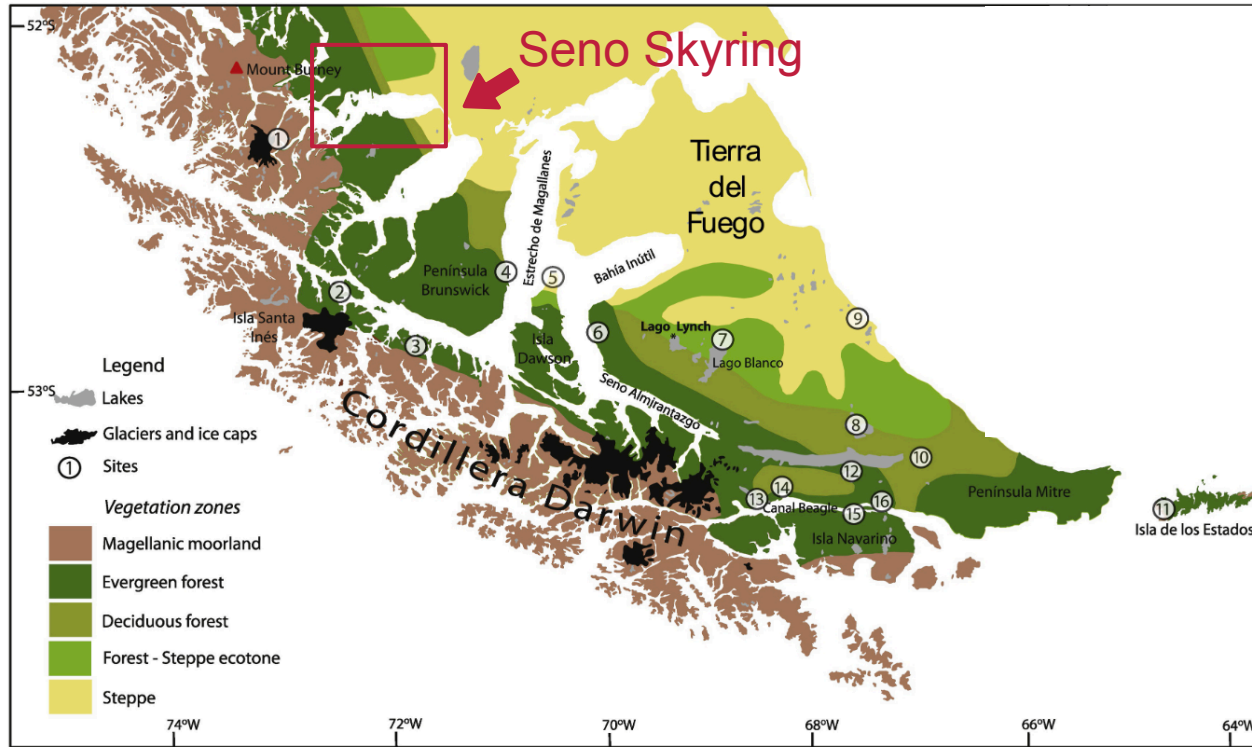 52°S
Seno Skyring
Mount Burney
1
Tierra
del
Fuego
Estrecho de Magallanes
Bahía Inútil
Península
Brunswick
4
5
2
Isla Santa
Inés
3
6
Isla
Dawson
Lago Lynch
7
Lago Blanco
9
Legend
Lakes
Glaciers and ice caps
1 Sites
Vegetation zones
Magellanic moorland
Evergreen forest
Deciduous forest
Forest - Steppe ecotone
Steppe
53°S
Seno Almjrantazgo
Cordillera Darwin
8
10
12
14
13
Canal Beagle
16
15
Isla Navarino
Península Mitre
11
Isla de los Estados
74°W
72°W
70°W
68°W
66°W
64°W